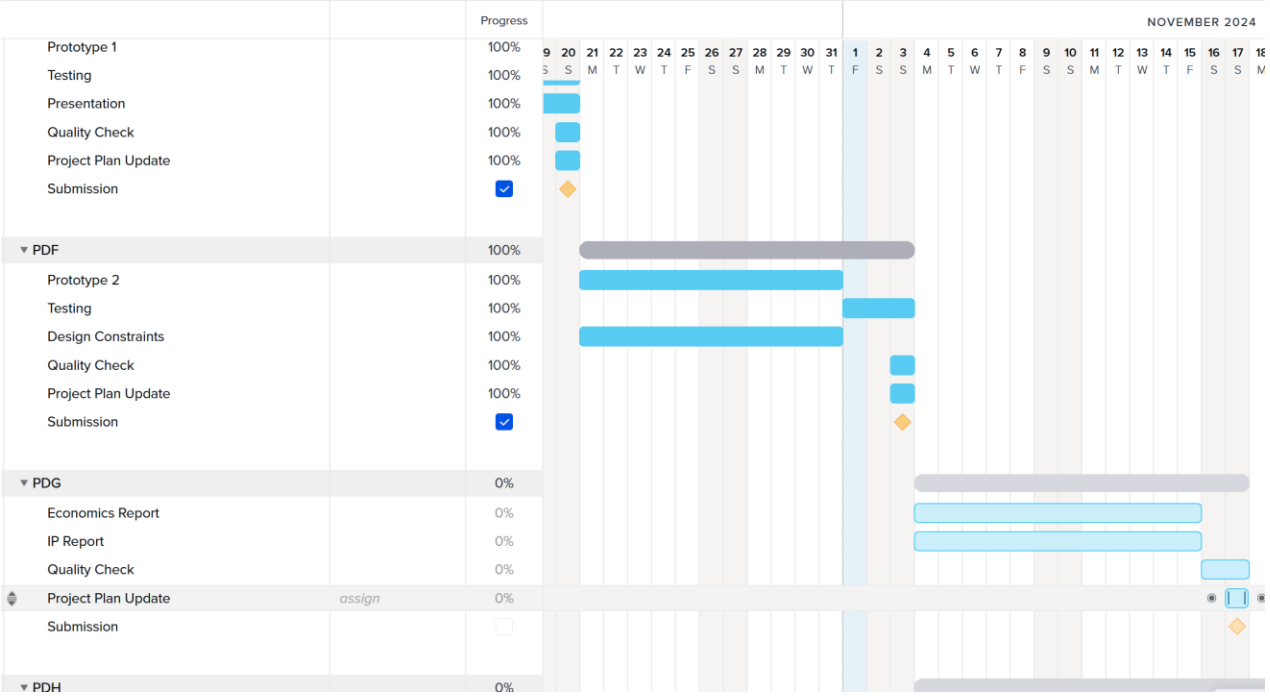 Progress
NOVEMBER 2024
9 20 21 22 23 24 25 26 27 28 29 30 31 1 2 3 4 5 6 7 8 9 10 11 12 13 14 15 16 17 18
S S M T W T F S S M T W T F S S M T W T F S S M T W T F S S M
Prototype 1 100%
Testing 100%
Presentation 100%
Quality Check 100%
Project Plan Update 100%
Submission
PDF 100%
Prototype 2 100%
Testing 100%
Design Constraints 100%
Quality Check 100%
Project Plan Update 100%
Submission
PDG 0%
Economics Report 0%
IP Report 0%
Quality Check 0%
Project Plan Update assign 0%
Submission
PDH 0%